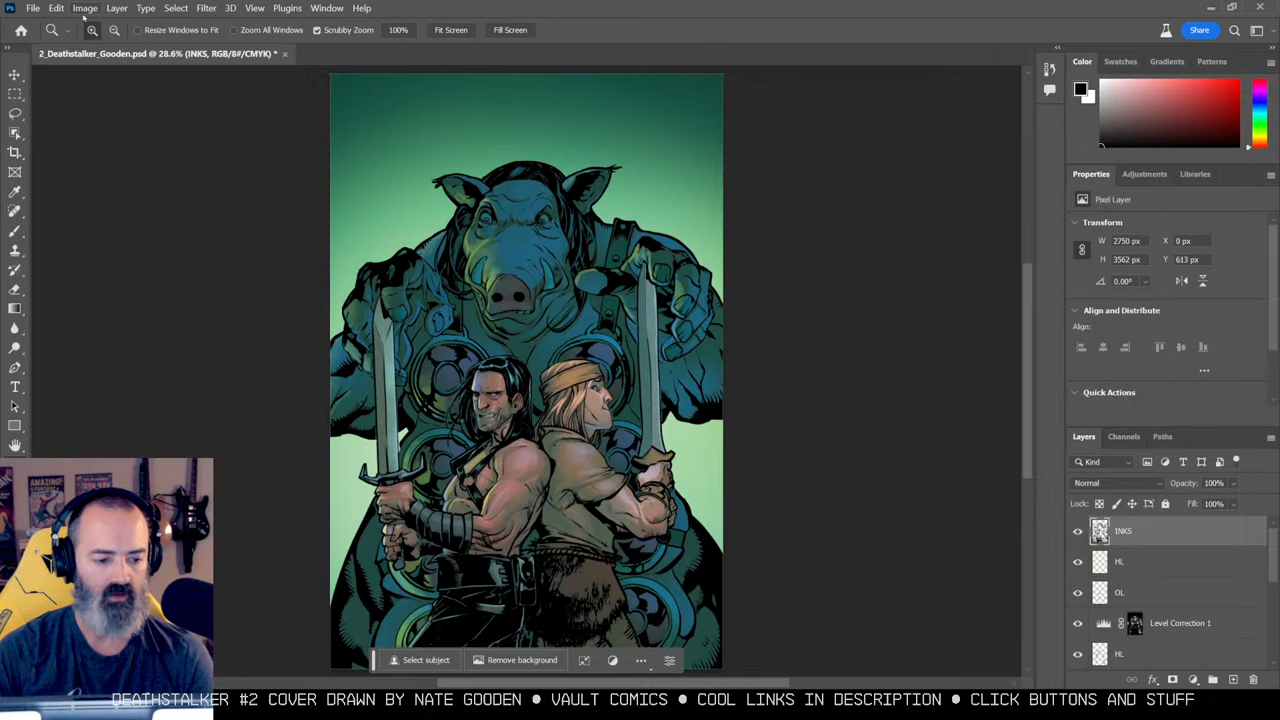 File Edit Image Layer Type Select Filter 3D View Plugins Window Help
Resize Windows to Fit Zoom All Windows Scrubby Zoom 100% Fit Screen Fill Screen Share
2_Deathstalker_Gooden.psd @ 28.6% (INKS, RGB/8#/CMYK) *
Color Swatches Gradients Patterns
Properties Adjustments Libraries
Pixel Layer
Transform
W 2750 px X 0 px
H 3562 px Y 613 px
0.00°
Align and Distribute
Align:
Quick Actions
Layers Channels Paths
Kind
Normal Opacity: 100%
Lock: Fill: 100%
INKS
HL
OL
Level Correction 1
HL
Select subject Remove background
DEATHSTALKER #2 COVER DRAWN BY NATE GOODEN • VAULT COMICS • COOL LINKS IN DESCRIPTION • CLICK BUTTONS AND STUFF